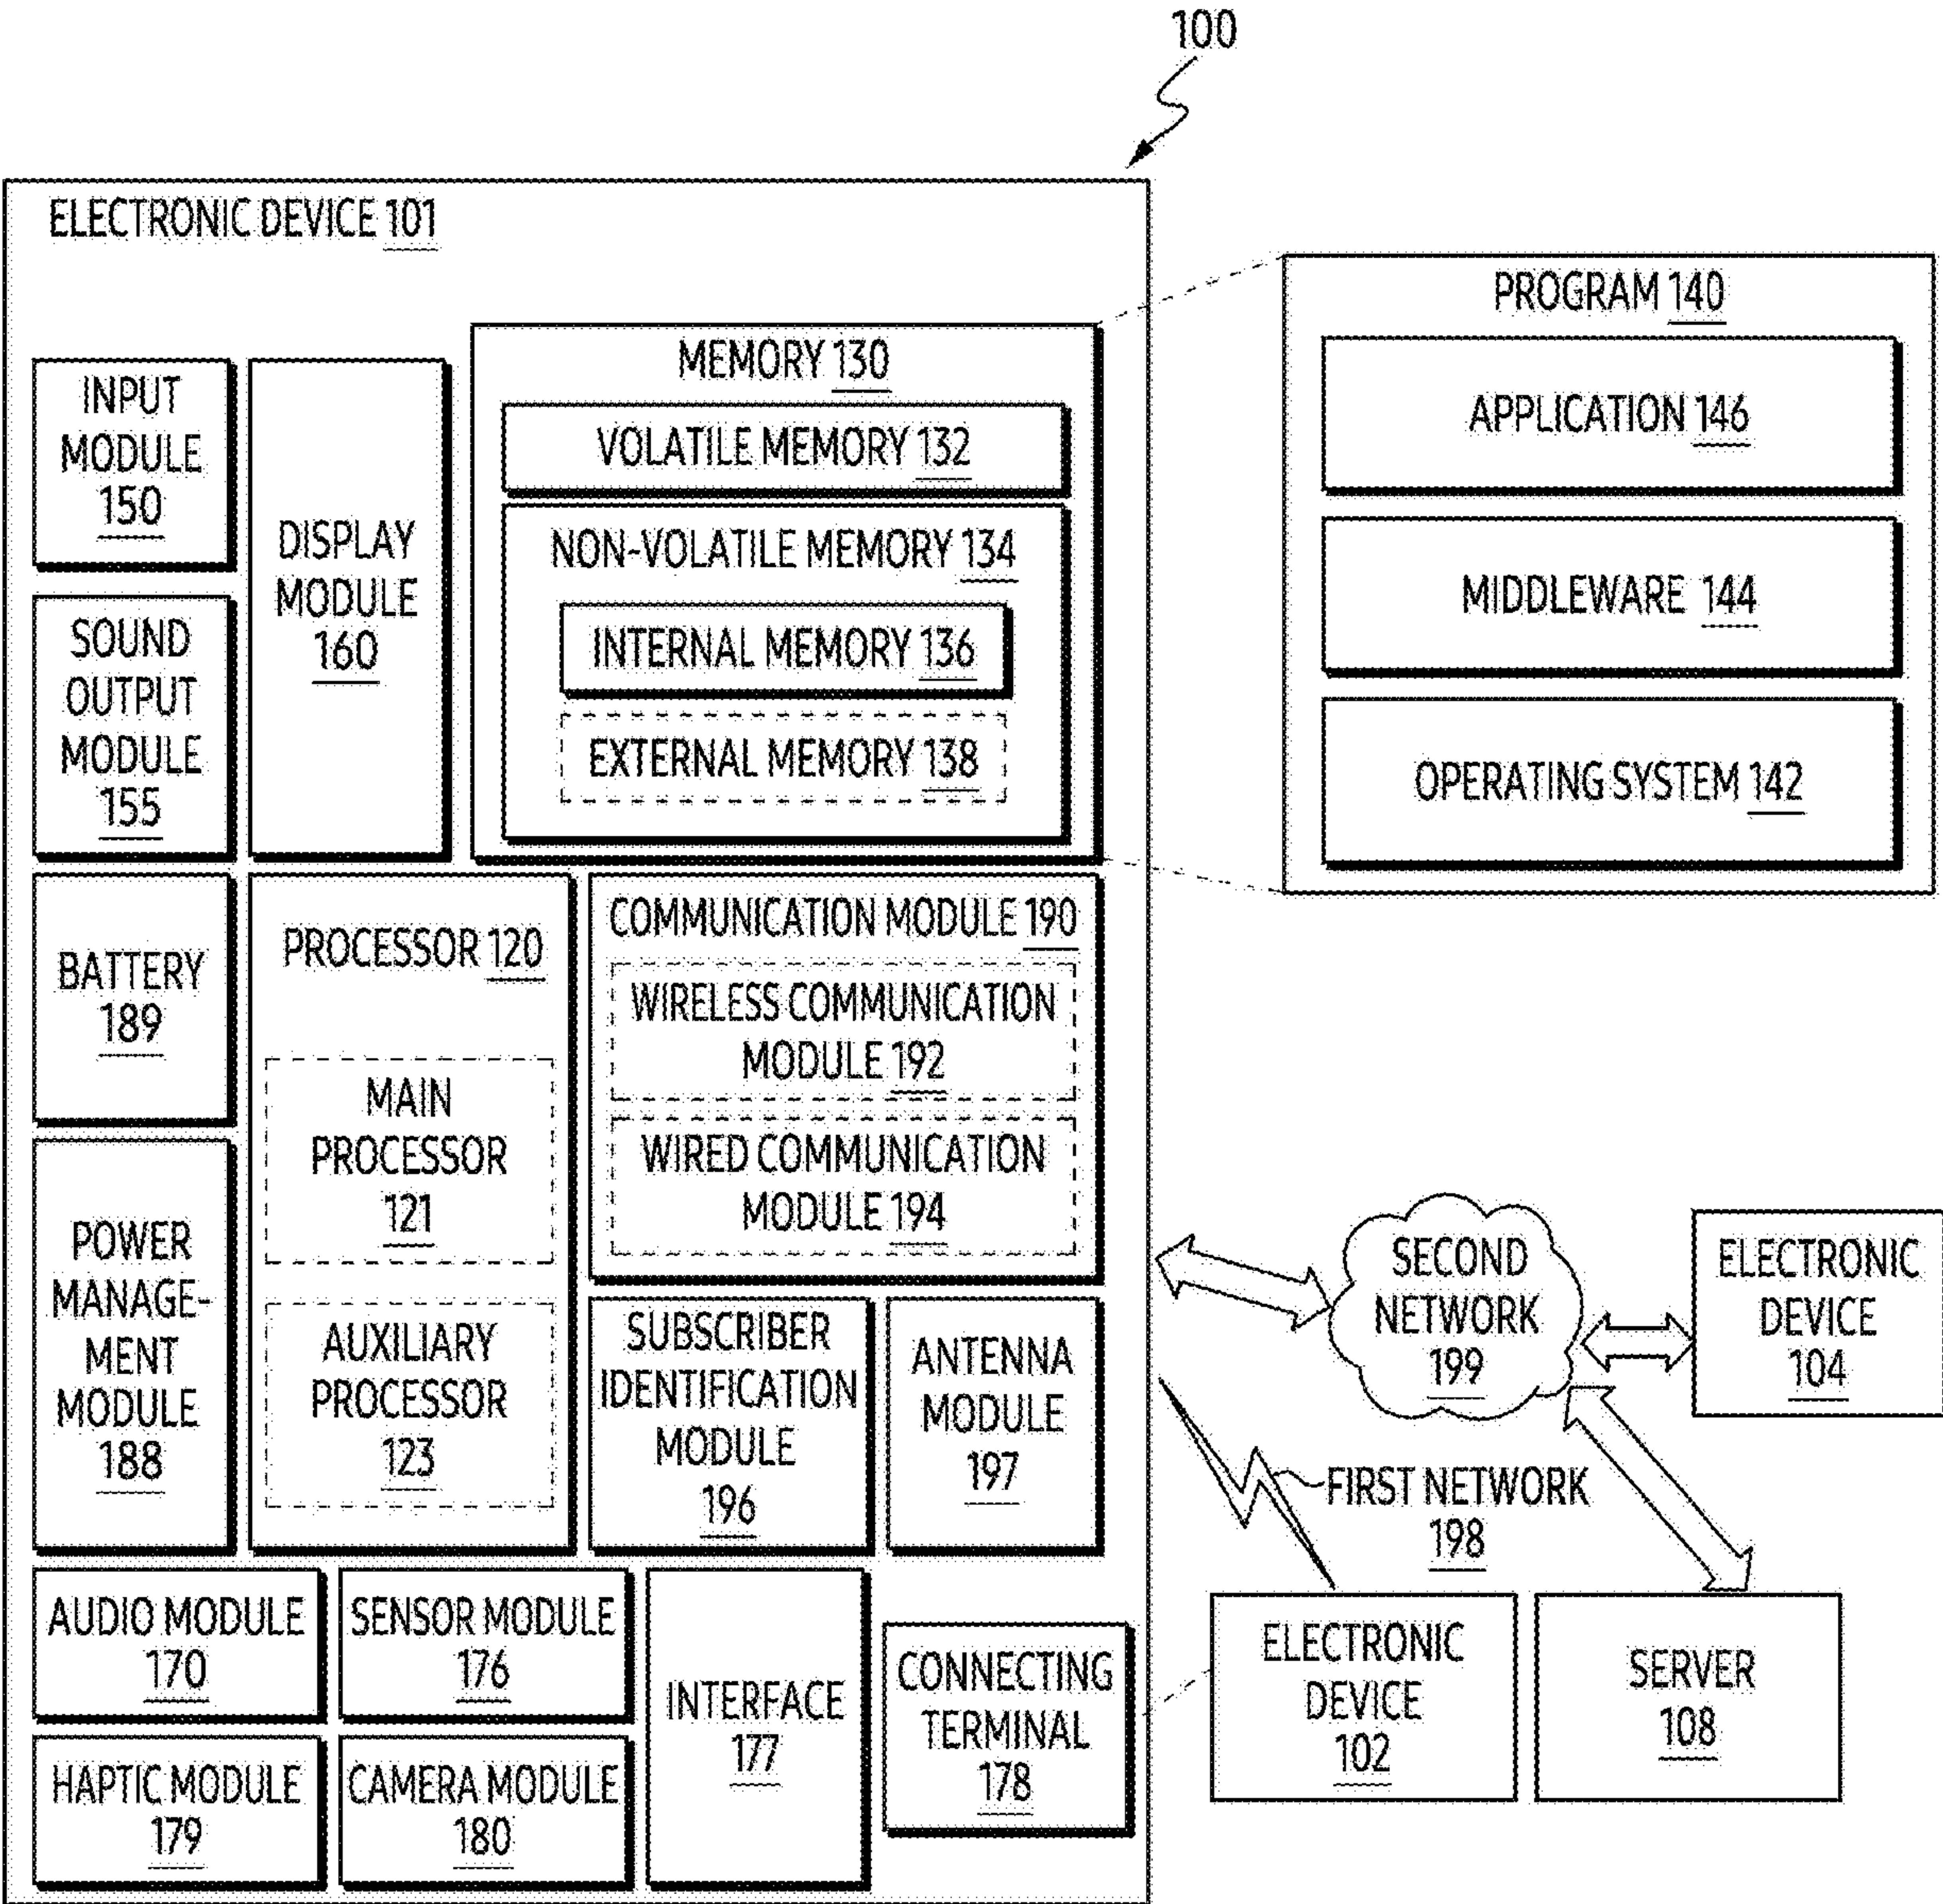 100
ELECTRONIC DEVICE 101
INPUT
MODULE
150
SOUND
OUTPUT
MODULE
155
DISPLAY
MODULE
160
MEMORY 130
VOLATILE MEMORY 132
NON-VOLATILE MEMORY 134
INTERNAL MEMORY 136
EXTERNAL MEMORY 138
PROGRAM 140
APPLICATION 146
MIDDLEWARE 144
OPERATING SYSTEM 142
BATTERY
189
POWER
MANAGE-
MENT
MODULE
188
PROCESSOR 120
MAIN
PROCESSOR
121
AUXILIARY
PROCESSOR
123
COMMUNICATION MODULE 190
WIRELESS COMMUNICATION
MODULE 192
WIRED COMMUNICATION
MODULE 194
SUBSCRIBER
IDENTIFICATION
MODULE
196
ANTENNA
MODULE
197
SECOND
NETWORK
199
ELECTRONIC
DEVICE
104
FIRST NETWORK
198
AUDIO MODULE
170
SENSOR MODULE
176
HAPTIC MODULE
179
CAMERA MODULE
180
INTERFACE
177
CONNECTING
TERMINAL
178
ELECTRONIC
DEVICE
102
SERVER
108